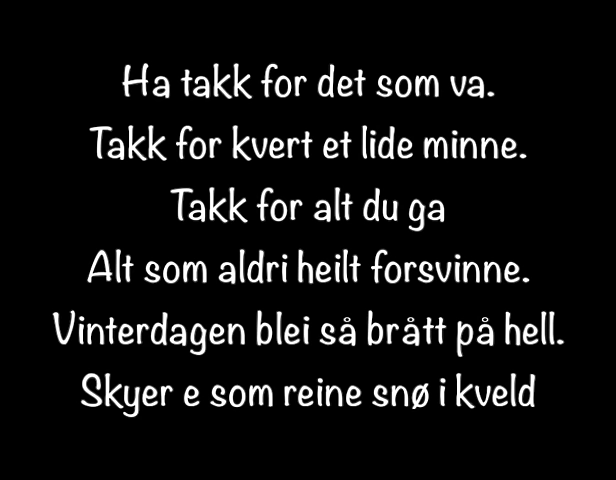 Ha takk for det som va.
Takk for kvert et lide minne.
Takk for alt du ga
Alt som aldri heilt forsvinne.
Vinterdagen blei så brått på hell.
Skyer e som reine snø i kveld